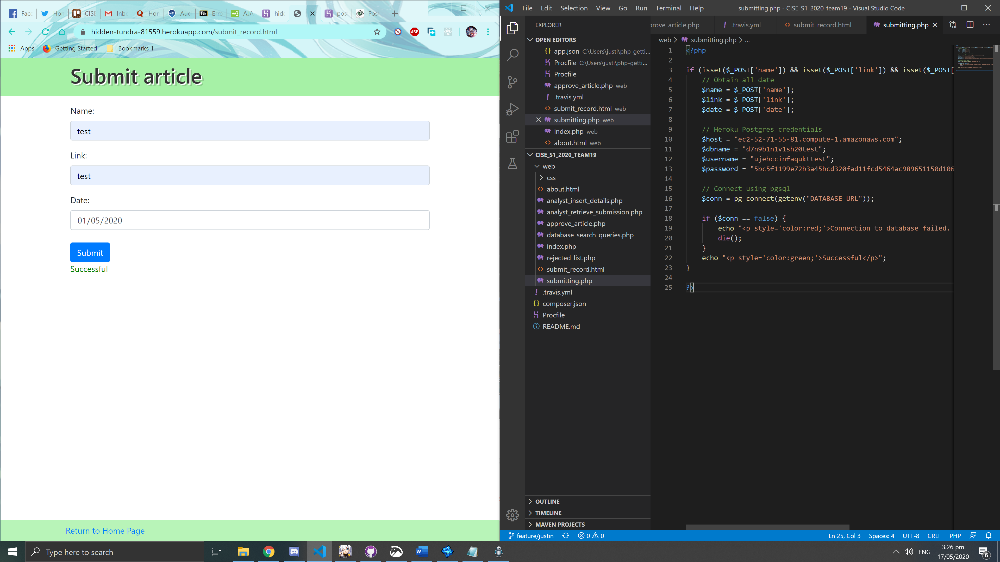 Face
Hon
CISE
Inbo
Hon
Auc
Bb
Erro
w3
AJA
hidd
pos
Pos
hidden-tundra-81559.herokuapp.com/submit_record.html
ABP
Apps
Getting Started
Bookmarks 1
Submit article
Name:
test
Link:
test
Date:
01/05/2020
Submit
Successful
Return to Home Page
File Edit Selection View Go Run Terminal Help
submitting.php - CISE_S1_2020_team19 - Visual Studio Code
EXPLORER
OPEN EDITORS
app.json C:\Users\justi\php-getti...
Procfile C:\Users\justi\php-getti...
Procfile
approve_article.php web
.travis.yml
submit_record.html web
submitting.php web
index.php web
about.html web
CISE_S1_2020_TEAM19
web
css
about.html
analyst_insert_details.php
analyst_retrieve_submission.php
approve_article.php
database_search_queries.php
index.php
rejected_list.php
submit_record.html
submitting.php
.travis.yml
composer.json
Procfile
README.md
OUTLINE
TIMELINE
MAVEN PROJECTS
prove_article.php
.travis.yml
submit_record.html
submitting.php
web > submitting.php > ...
1 <?php
2
3 if (isset($_POST['name']) && isset($_POST['link']) && isset($_POST[
4 // Obtain all date
5 $name = $_POST['name'];
6 $link = $_POST['link'];
7 $date = $_POST['date'];
8
9 // Heroku Postgres credentials
10 $host = "ec2-52-71-55-81.compute-1.amazonaws.com";
11 $dbname = "d7n9b1n1v1sh20test";
12 $username = "ujebccinfaqukttest";
13 $password = "5bc5f1199e72b3a45bcd320fad11fcd5464ac989651150d106
14
15 // Connect using pgsql
16 $conn = pg_connect(getenv("DATABASE_URL"));
17
18 if ($conn == false) {
19 echo "<p style='color:red;'>Connection to database failed.
20 die();
21 }
22 echo "<p style='color:green;'>Successful</p>";
23 }
24
25 ?>
feature/justin
0 0
Ln 25, Col 3
Spaces: 4
UTF-8
CRLF
PHP
Type here to search
ENG
3:26 pm
17/05/2020
6